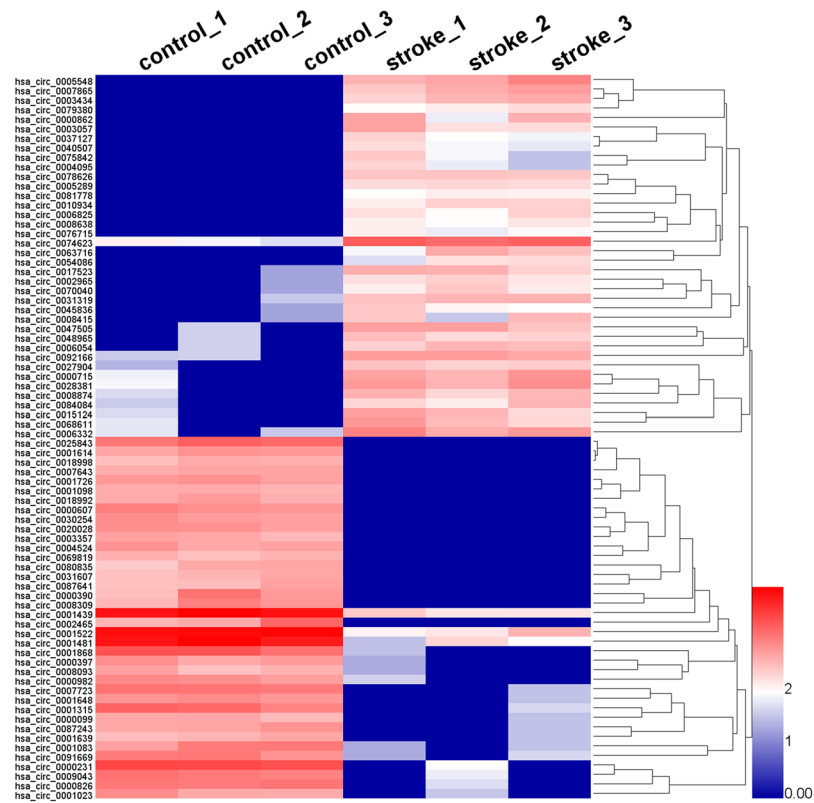 control_1 control_2 control_3 stroke_1 stroke_2 stroke_3
hsa_circ_0005548
hsa_circ_0007865
hsa_circ_0003434
hsa_circ_0079380
hsa_circ_0000862
hsa_circ_0003057
hsa_circ_0037127
hsa_circ_0040507
hsa_circ_0075842
hsa_circ_0004095
hsa_circ_0078626
hsa_circ_0005289
hsa_circ_0081778
hsa_circ_0010934
hsa_circ_0006825
hsa_circ_0008638
hsa_circ_0076715
hsa_circ_0074623
hsa_circ_0063716
hsa_circ_0054086
hsa_circ_0017523
hsa_circ_0002965
hsa_circ_0070040
hsa_circ_0031319
hsa_circ_0045836
hsa_circ_0008415
hsa_circ_0047505
hsa_circ_0048965
hsa_circ_0006054
hsa_circ_0092166
hsa_circ_0027904
hsa_circ_0000715
hsa_circ_0028381
hsa_circ_0008874
hsa_circ_0084084
hsa_circ_0015124
hsa_circ_0068611
hsa_circ_0006332
hsa_circ_0025843
hsa_circ_0001614
hsa_circ_0018998
hsa_circ_0007643
hsa_circ_0001726
hsa_circ_0001098
hsa_circ_0018992
hsa_circ_0000607
hsa_circ_0030254
hsa_circ_0020028
hsa_circ_0003357
hsa_circ_0004524
hsa_circ_0069819
hsa_circ_0080835
hsa_circ_0031607
hsa_circ_0087641
hsa_circ_0000390
hsa_circ_0008309
hsa_circ_0001439
hsa_circ_0002465
hsa_circ_0001522
hsa_circ_0001481
hsa_circ_0001868
hsa_circ_0000397
hsa_circ_0008093
hsa_circ_0000982
hsa_circ_0007723
hsa_circ_0001648
hsa_circ_0001315
hsa_circ_0000099
hsa_circ_0087243
hsa_circ_0001639
hsa_circ_0001083
hsa_circ_0091669
hsa_circ_0000231
hsa_circ_0009043
hsa_circ_0000826
hsa_circ_0001023
2
1
0.00